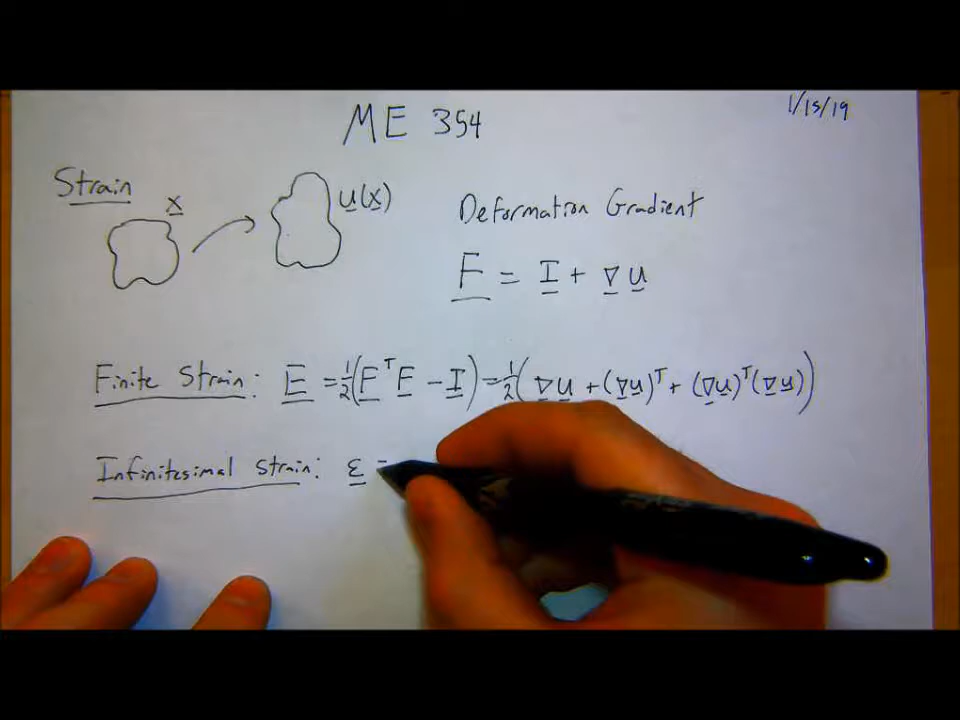 ME 354
1/15/19
Strain
x
u(x)
Deformation Gradient
F = I + ∇u
Finite Strain: E = 1/2(FᵀF - I) = 1/2(∇u + (∇u)ᵀ + (∇u)ᵀ(∇u))
Infinitesimal Strain: ε =